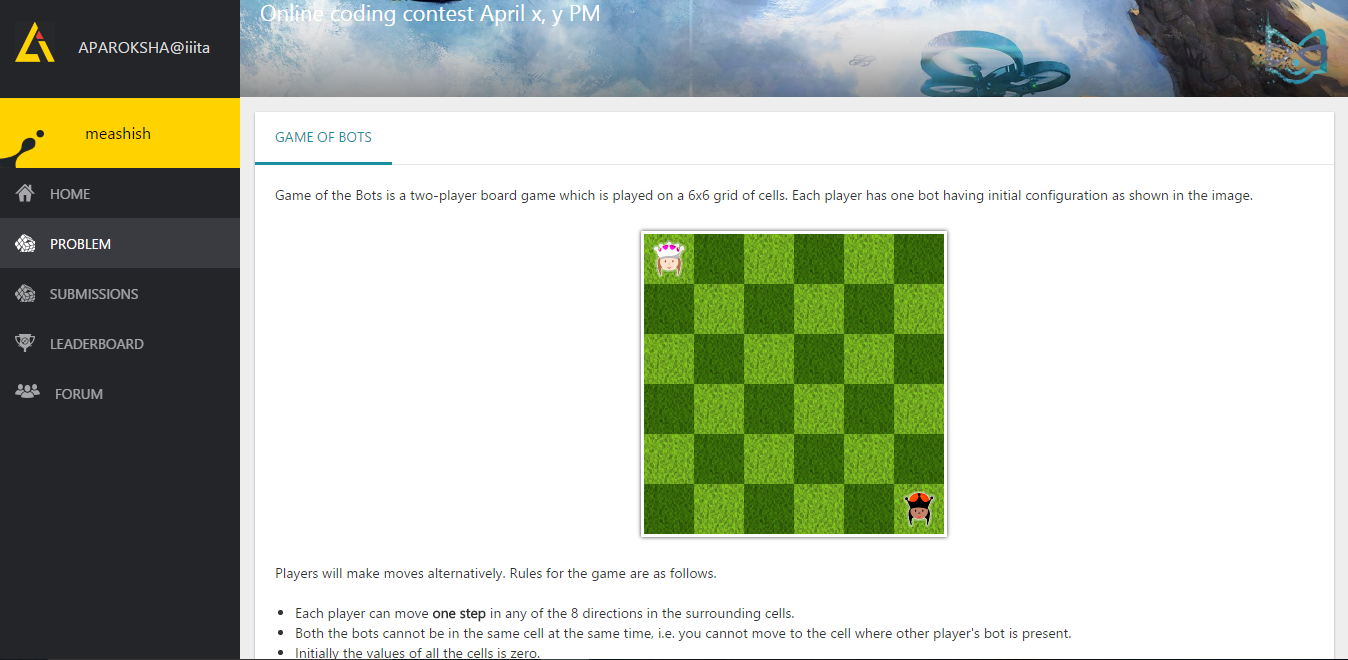 Online coding contest April x, y PM
APAROKSHA@iiita
meashish
HOME
PROBLEM
SUBMISSIONS
LEADERBOARD
FORUM
GAME OF BOTS
Game of the Bots is a two-player board game which is played on a 6x6 grid of cells. Each player has one bot having initial configuration as shown in the image.
Players will make moves alternatively. Rules for the game are as follows.
Each player can move one step in any of the 8 directions in the surrounding cells.
Both the bots cannot be in the same cell at the same time, i.e. you cannot move to the cell where other player's bot is present.
Initially the values of all the cells is zero.